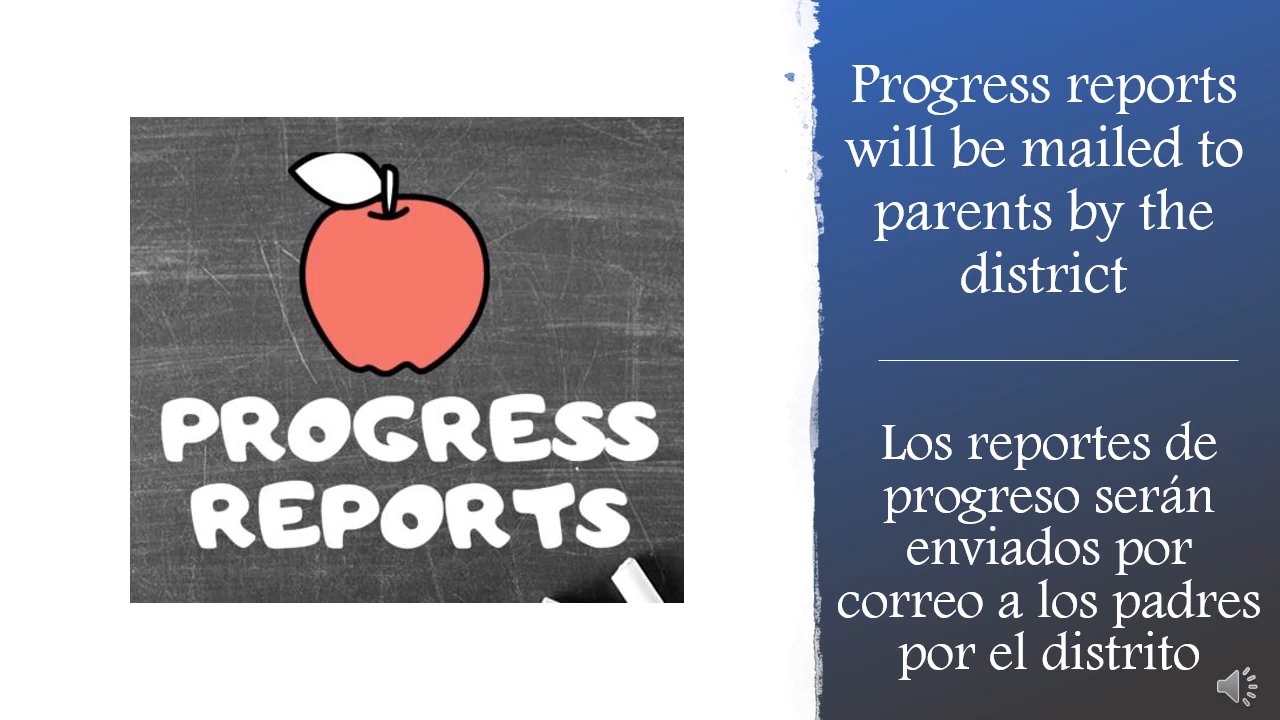 PROGRESS
REPORTS
Progress reports
will be mailed to
parents by the
district
Los reportes de
progreso serán
enviados por
correo a los padres
por el distrito